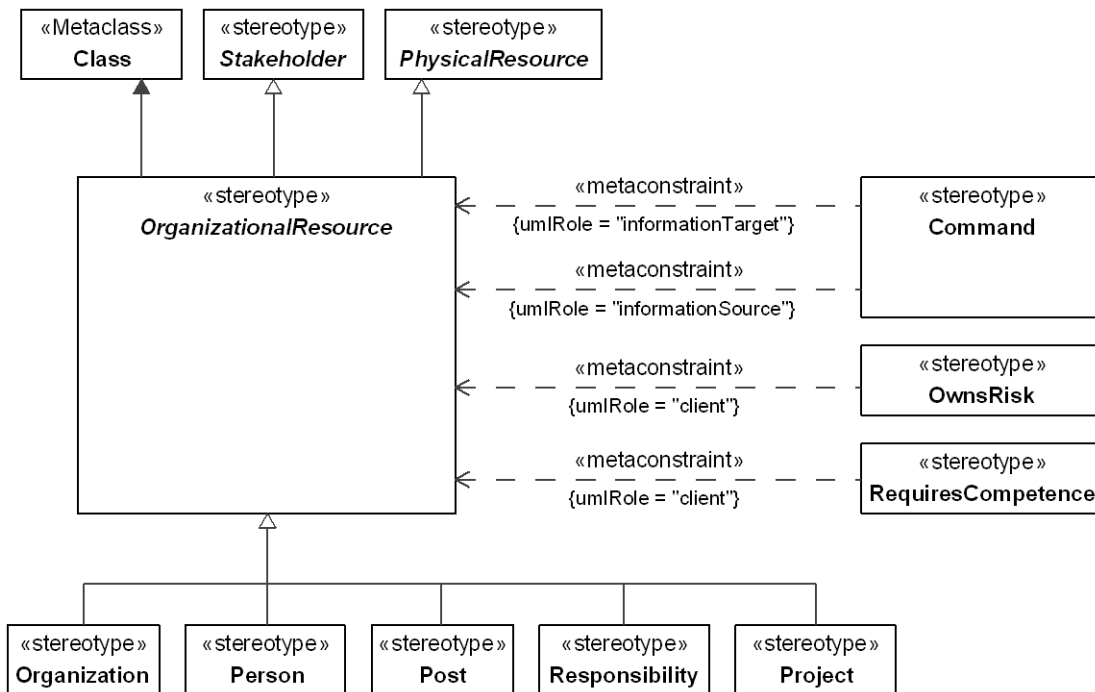 «Metaclass»
Class
«stereotype»
Stakeholder
«stereotype»
PhysicalResource
«stereotype»
OrganizationalResource
«metaconstraint»
{umlRole = "informationTarget"}
«metaconstraint»
{umlRole = "informationSource"}
«stereotype»
Command
«metaconstraint»
{umlRole = "client"}
«stereotype»
OwnsRisk
«metaconstraint»
{umlRole = "client"}
«stereotype»
RequiresCompetence
«stereotype»
Organization
«stereotype»
Person
«stereotype»
Post
«stereotype»
Responsibility
«stereotype»
Project